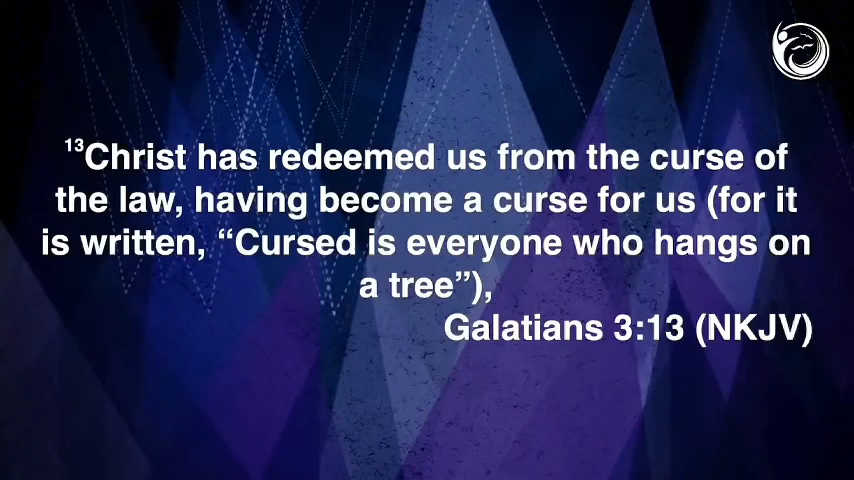 ¹³Christ has redeemed us from the curse of
the law, having become a curse for us (for it
is written, “Cursed is everyone who hangs on
a tree”),
Galatians 3:13 (NKJV)